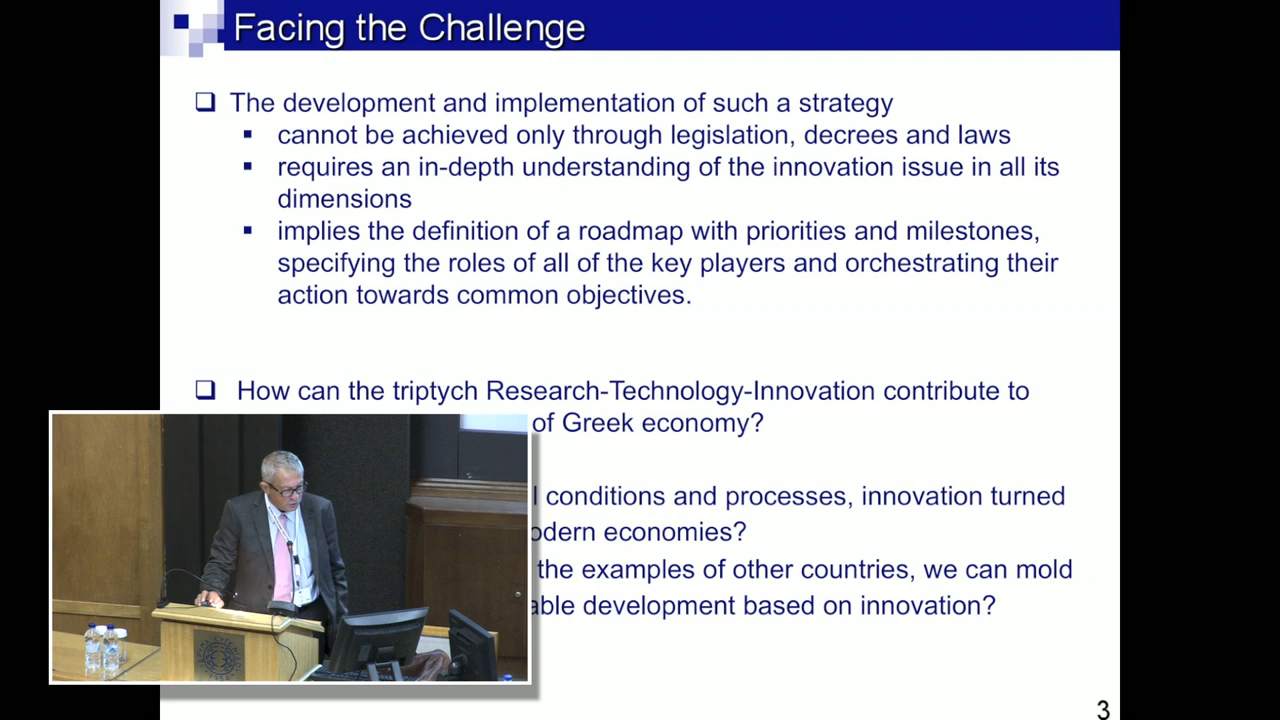 Facing the Challenge
❑ The development and implementation of such a strategy
▪ cannot be achieved only through legislation, decrees and laws
▪ requires an in-depth understanding of the innovation issue in all its
dimensions
▪ implies the definition of a roadmap with priorities and milestones,
specifying the roles of all of the key players and orchestrating their
action towards common objectives.
❑ How can the triptych Research-Technology-Innovation contribute to
of Greek economy?
conditions and processes, innovation turned
economies?
the examples of other countries, we can mold
development based on innovation?
3